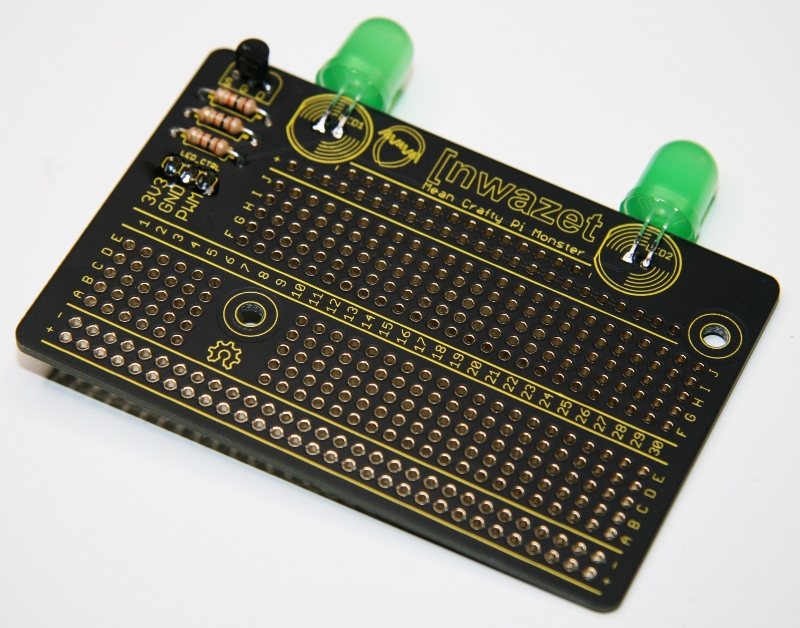 S G D
LED1
LED_CTRL
3V3
GND
PWM
[nwazet
Mean Crafty Pi Monster
LED2
+ -
J
I
H
G
F
1 2 3 4 5 6 7 8 9 10 11 12 13 14 15 16 17 18 19 20 21 22 23 24 25 26 27 28 29 30
J
I
H
G
F
E
D
C
B
A
E
D
C
B
A
+ -
- +